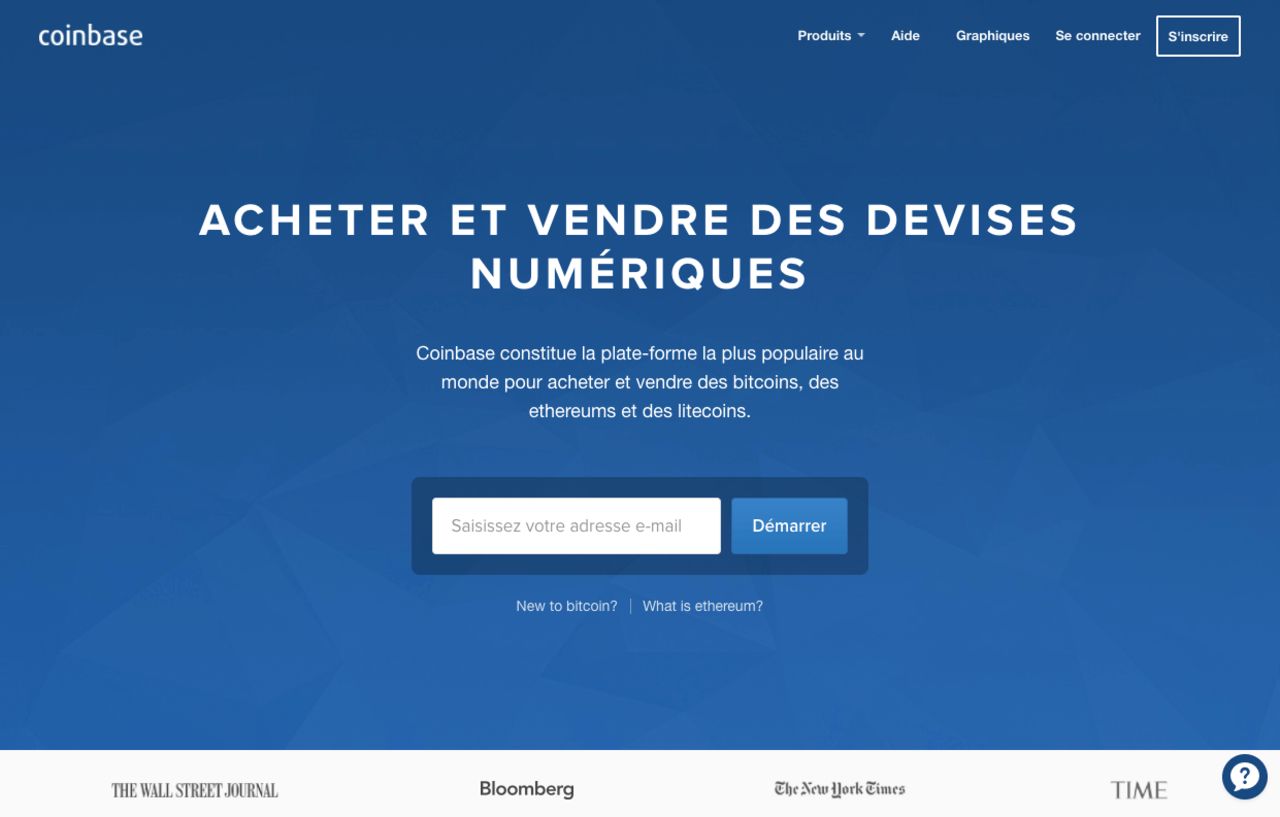 coinbase
Produits Aide Graphiques Se connecter S'inscrire
ACHETER ET VENDRE DES DEVISES
NUMÉRIQUES
Coinbase constitue la plate-forme la plus populaire au
monde pour acheter et vendre des bitcoins, des
ethereums et des litecoins.
Saisissez votre adresse e-mail Démarrer
New to bitcoin? | What is ethereum?
THE WALL STREET JOURNAL Bloomberg The New York Times TIME ?